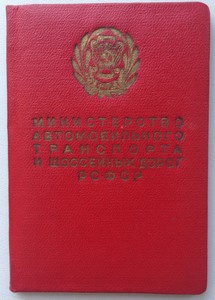 МИНИСТЕРСТВО
АВТОМОБИЛЬНОГО
ТРАНСПОРТА
И ШОССЕЙНЫХ ДОРОГ
РСФСР